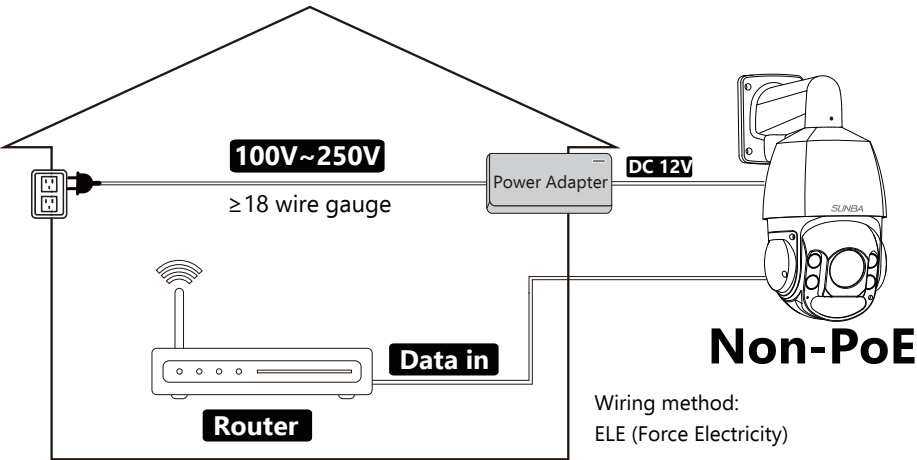 100V~250V
≥18 wire gauge
Power Adapter
DC 12V
SUNBA
Non-PoE
Data in
Router
Wiring method:
ELE (Force Electricity)